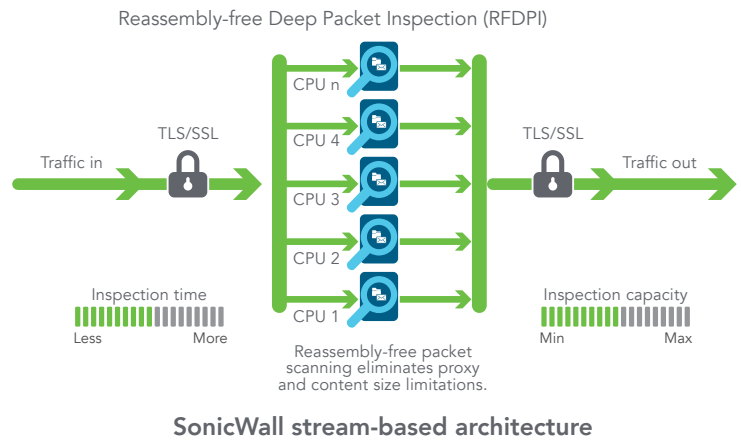 Reassembly-free Deep Packet Inspection (RFDPI)
CPU n
TLS/SSL
TLS/SSL
CPU 4
Traffic in
Traffic out
CPU 3
CPU 2
Inspection time
Inspection capacity
CPU 1
Less
More
Min
Max
Reassembly-free packet
scanning eliminates proxy
and content size limitations.
SonicWall stream-based architecture